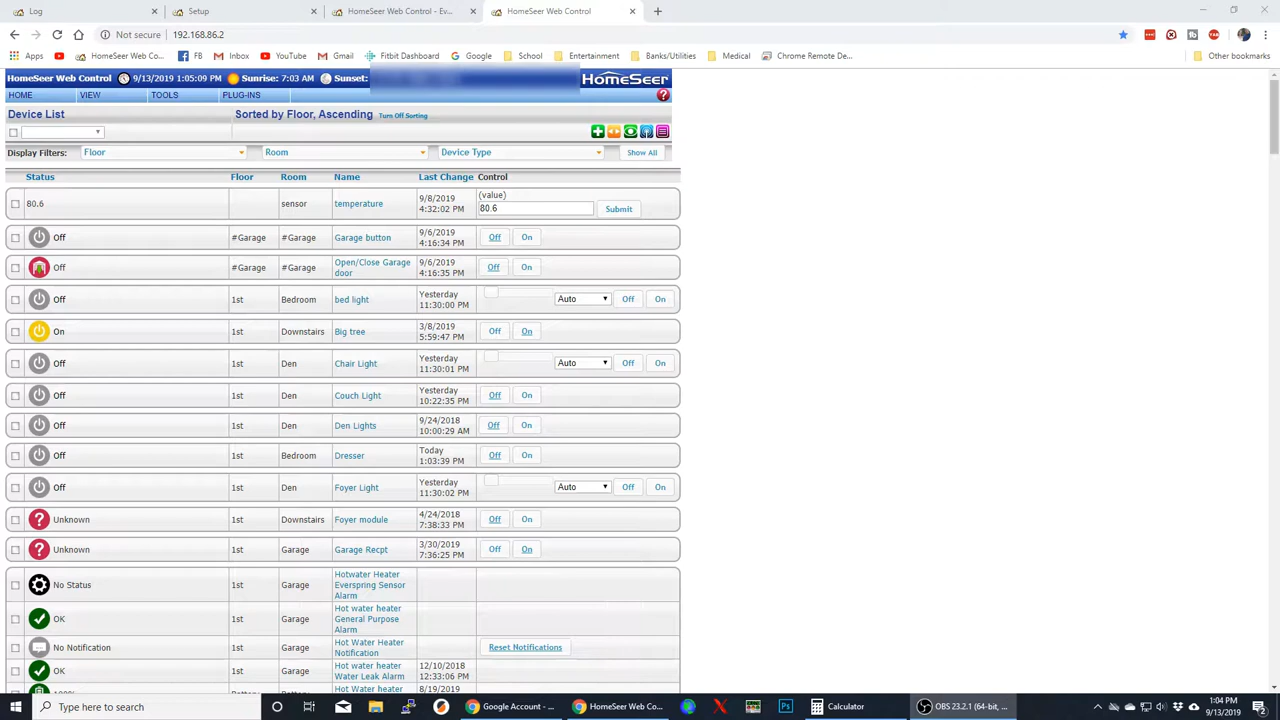 Log
Setup
HomeSeer Web Control - Ev...
HomeSeer Web Control
Not secure | 192.168.86.2
Apps
HomeSeer Web Co...
FB
Inbox
YouTube
Gmail
Fitbit Dashboard
Google
School
Entertainment
Banks/Utilities
Medical
Chrome Remote De...
Other bookmarks
HomeSeer Web Control 9/13/2019 1:05:09 PM Sunrise: 7:03 AM Sunset:
HomeSeer
HOME VIEW TOOLS PLUG-INS
Device List Sorted by Floor, Ascending Turn Off Sorting
Display Filters: Floor Room Device Type Show All
Status Floor Room Name Last Change Control
80.6 sensor temperature 9/8/2019 4:32:02 PM (value) 80.6 Submit
Off #Garage #Garage Garage button 9/6/2019 4:16:34 PM Off On
Off #Garage #Garage Open/Close Garage door 9/6/2019 4:16:35 PM Off On
Off 1st Bedroom bed light Yesterday 11:30:00 PM Auto Off On
On 1st Downstairs Big tree 3/8/2019 5:59:47 PM Off On
Off 1st Den Chair Light Yesterday 11:30:01 PM Auto Off On
Off 1st Den Couch Light Yesterday 10:22:35 PM Off On
Off 1st Den Den Lights 9/24/2018 10:00:29 AM Off On
Off 1st Bedroom Dresser Today 1:03:39 PM Off On
Off 1st Den Foyer Light Yesterday 11:30:02 PM Auto Off On
Unknown 1st Downstairs Foyer module 4/24/2018 7:38:33 PM Off On
Unknown 1st Garage Garage Recpt 3/30/2019 7:36:25 PM Off On
No Status 1st Garage Hotwater Heater Everspring Sensor Alarm
OK 1st Garage Hot water heater General Purpose Alarm
No Notification 1st Garage Hot Water Heater Notification Reset Notifications
OK 1st Garage Hot water heater Water Leak Alarm 12/10/2018 12:33:06 PM
100% Battery Battery Hot Water heater 8/19/2019
Type here to search
Google Account - ...
HomeSeer Web Co...
Calculator
OBS 23.2.1 (64-bit, ...
1:04 PM
9/13/2019
2